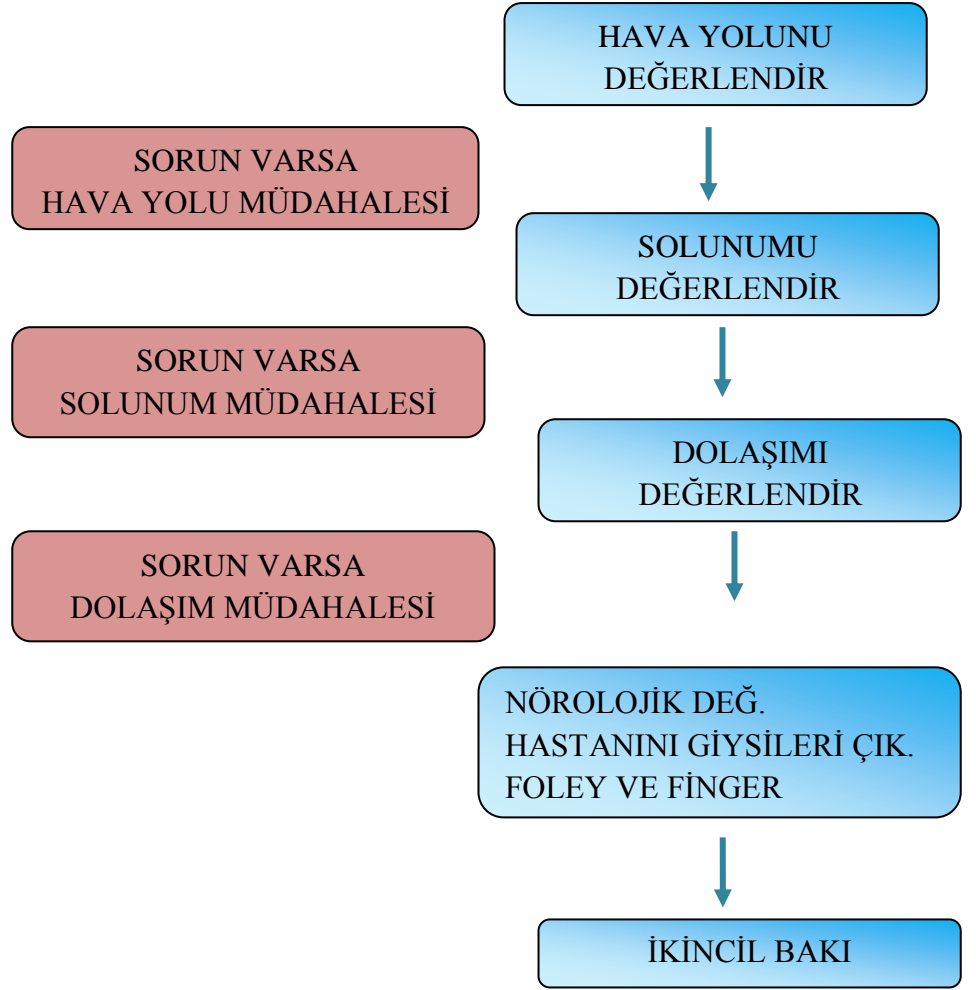 HAVA YOLUNU
DEĞERLENDİR
SORUN VARSA
HAVA YOLU MÜDAHALESİ
SOLUNUMU
DEĞERLENDİR
SORUN VARSA
SOLUNUM MÜDAHALESİ
DOLAŞIMI
DEĞERLENDİR
SORUN VARSA
DOLAŞIM MÜDAHALESİ
NÖROLOJİK DEĞ.
HASTANINI GİYSİLERİ ÇIK.
FOLEY VE FİNGER
İKİNCİL BAKI